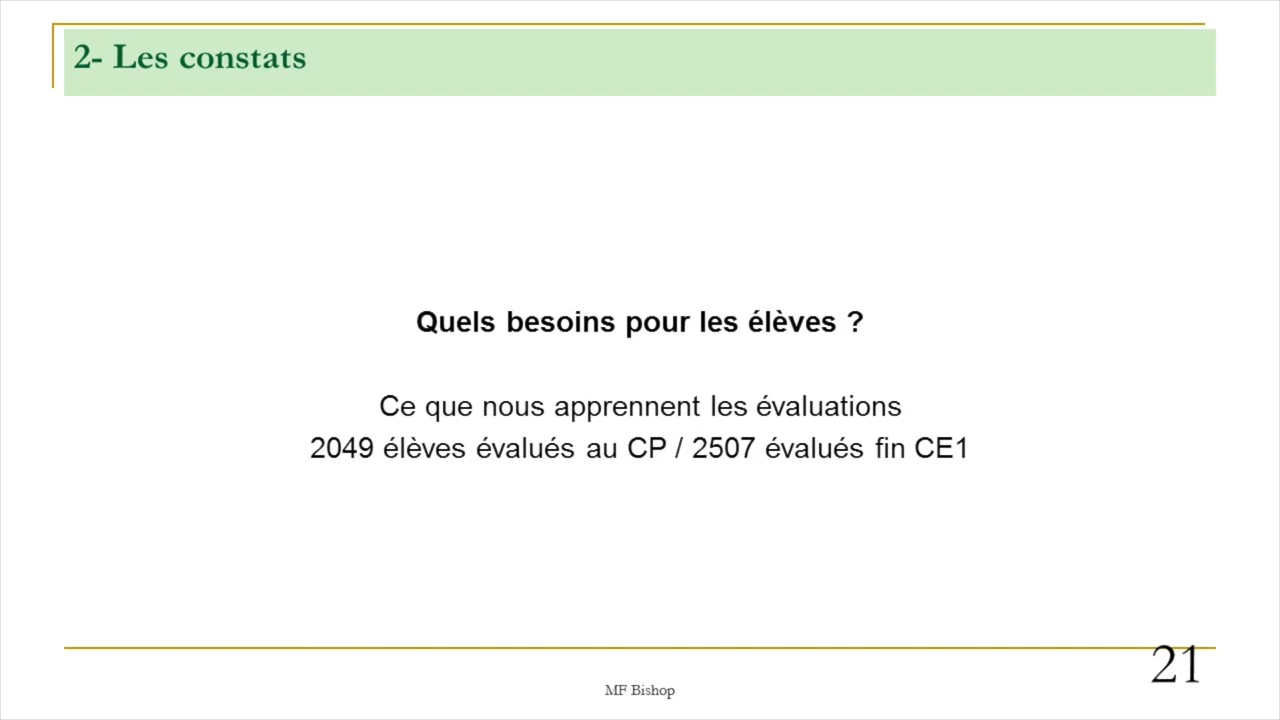 2- Les constats
Quels besoins pour les élèves ?
Ce que nous apprennent les évaluations
2049 élèves évalués au CP / 2507 évalués fin CE1
21
MF Bishop